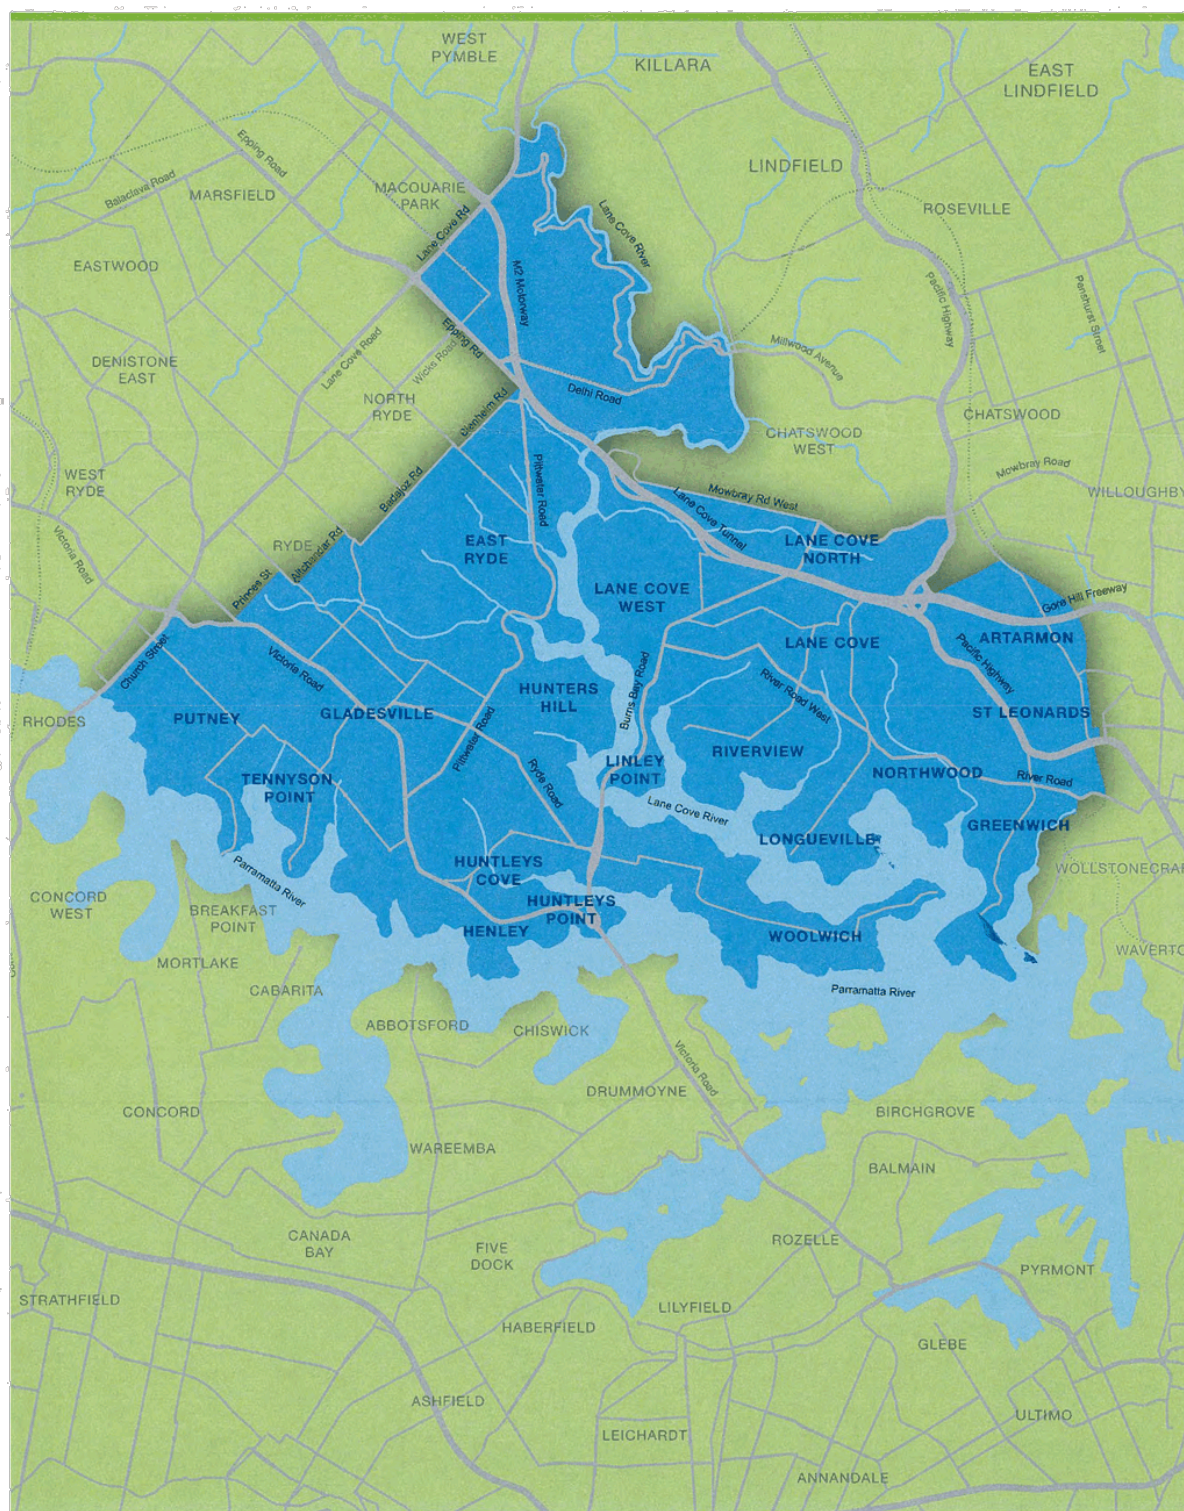 WEST
PYMBLE
KILLARA
EAST
LINDFIELD
Epping Road
LINDFIELD
Balaclava Road
MARSFIELD
MACOUARIE
PARK
ROSEVILLE
Lane Cove Rd
Lane Cove River
EASTWOOD
M2 Motorway
Pacific Highway
Penshurst Street
Epping Rd
Lane Cove Road
Wicks Road
Millwood Avenue
DENISTONE
EAST
Delhi Road
NORTH
RYDE
Blenheim Rd
CHATSWOOD
CHATSWOOD
WEST
WEST
RYDE
Badajoz Rd
Pittwater Road
Mowbray Road
Mowbray Rd West
WILLOUGHBY
Lane Cove Tunnel
Victoria Road
RYDE
Aitchandar Rd
EAST
RYDE
LANE COVE
NORTH
Princes St
LANE COVE
WEST
Gore Hill Freeway
Church Street
LANE COVE
ARTARMON
Victoria Road
Pacific Highway
HUNTERS
HILL
Burns Bay Road
River Road West
RHODES
PUTNEY
GLADESVILLE
ST LEONARDS
Pittwater Road
RIVERVIEW
LINLEY
POINT
TENNYSON
POINT
Ryde Road
NORTHWOOD
River Road
Lane Cove River
GREENWICH
LONGUEVILLE
HUNTLEYS
COVE
Parramatta River
WOLLSTONECRA
CONCORD
WEST
BREAKFAST
POINT
HUNTLEYS
POINT
HENLEY
WOOLWICH
WAVERTO
MORTLAKE
CABARITA
Parramatta River
ABBOTSFORD
CHISWICK
Victoria Road
DRUMMOYNE
CONCORD
BIRCHGROVE
WAREEMBA
BALMAIN
CANADA
BAY
FIVE
DOCK
ROZELLE
PYRMONT
STRATHFIELD
LILYFIELD
HABERFIELD
GLEBE
ASHFIELD
ULTIMO
LEICHARDT
ANNANDALE